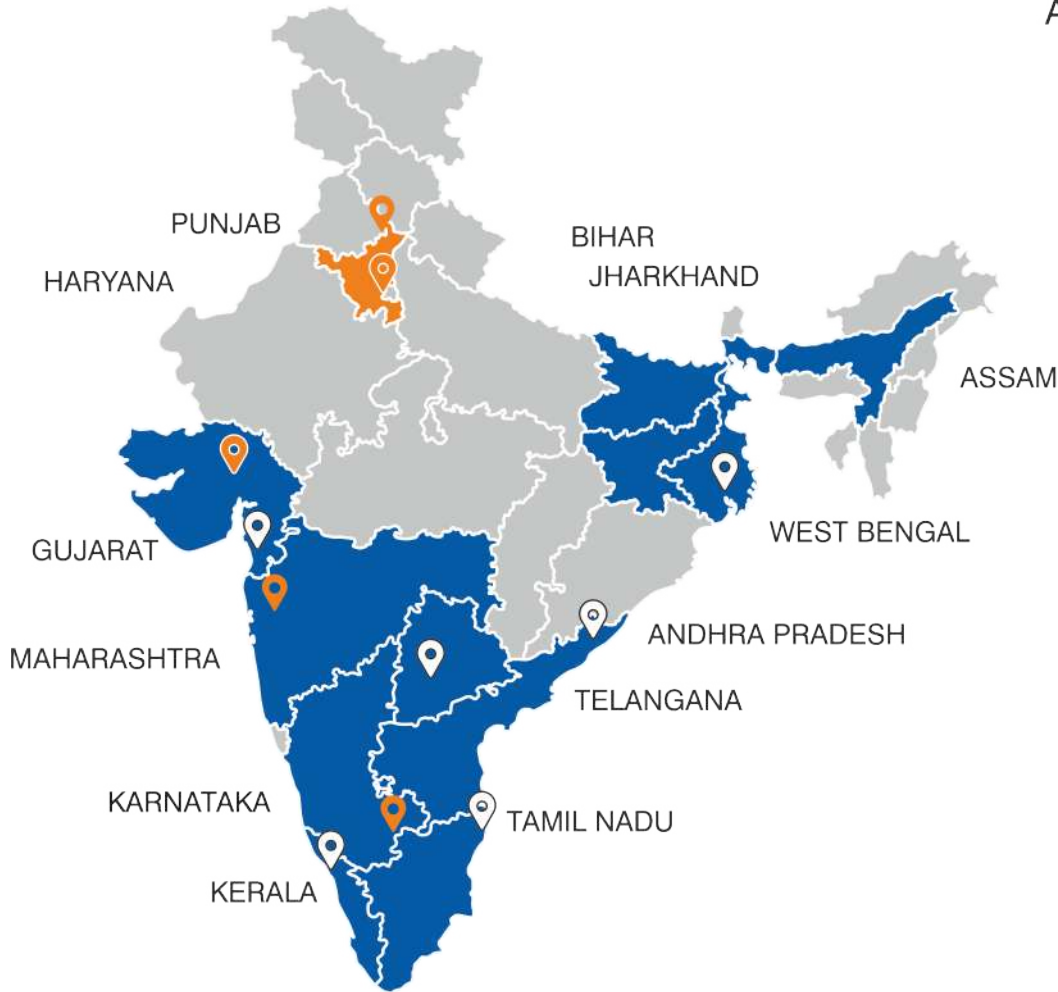 A
PUNJAB
BIHAR
HARYANA
JHARKHAND
ASSAM
GUJARAT
WEST BENGAL
MAHARASHTRA
ANDHRA PRADESH
TELANGANA
KARNATAKA
TAMIL NADU
KERALA